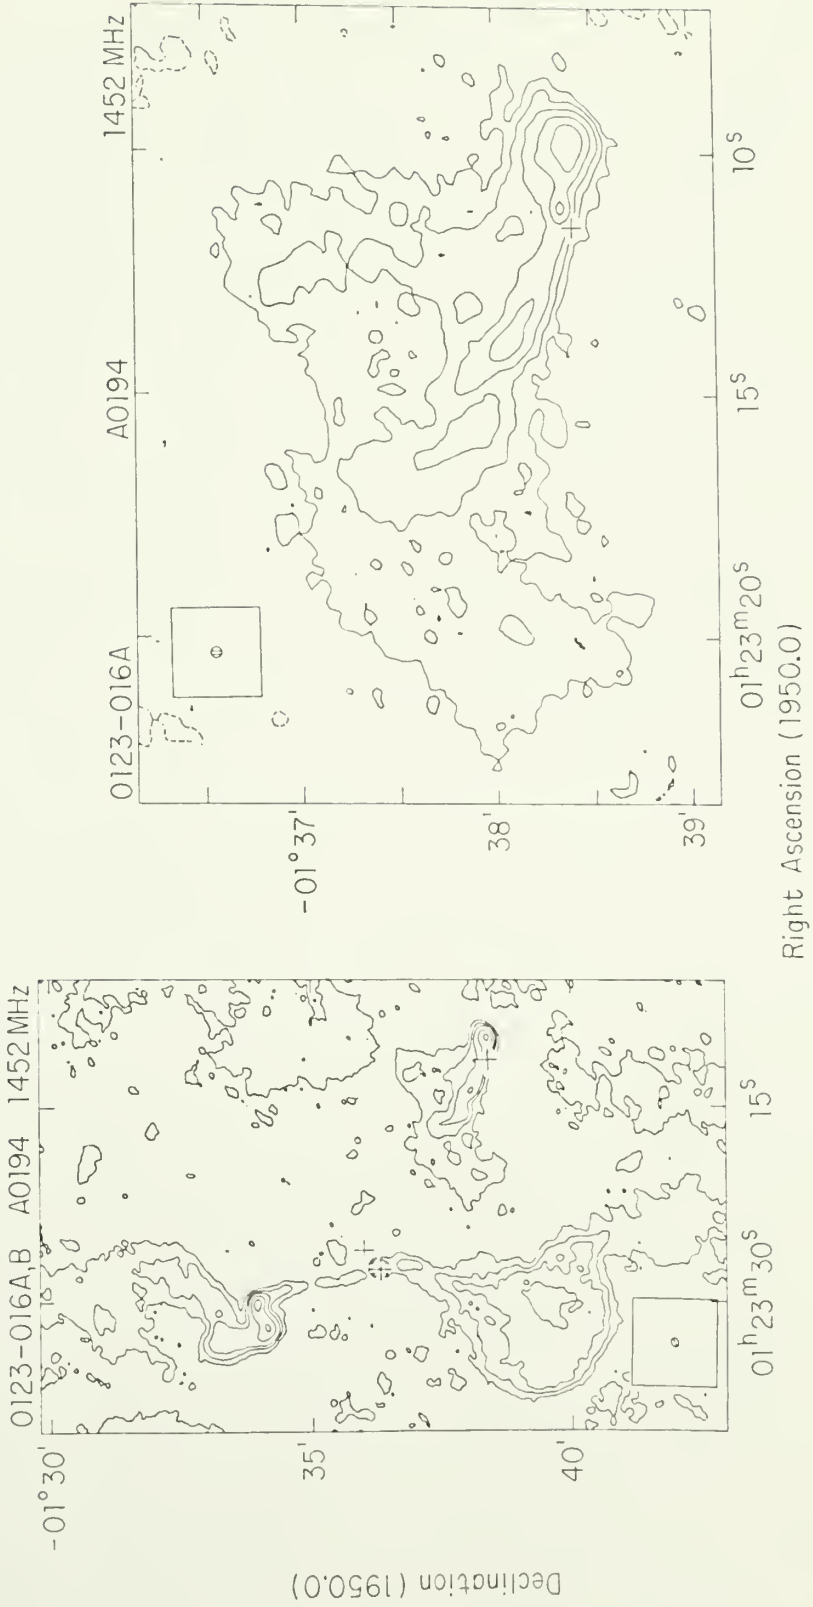 0123-016A,B A0194 1452 MHz
-01°30'
35'
40'
01ʰ23ᵐ30ˢ
15ˢ
0123-016A
A0194
1452 MHz
-01°37'
38'
39'
01ʰ23ᵐ20ˢ
15ˢ
10ˢ
Declination (1950.0)
Right Ascension (1950.0)